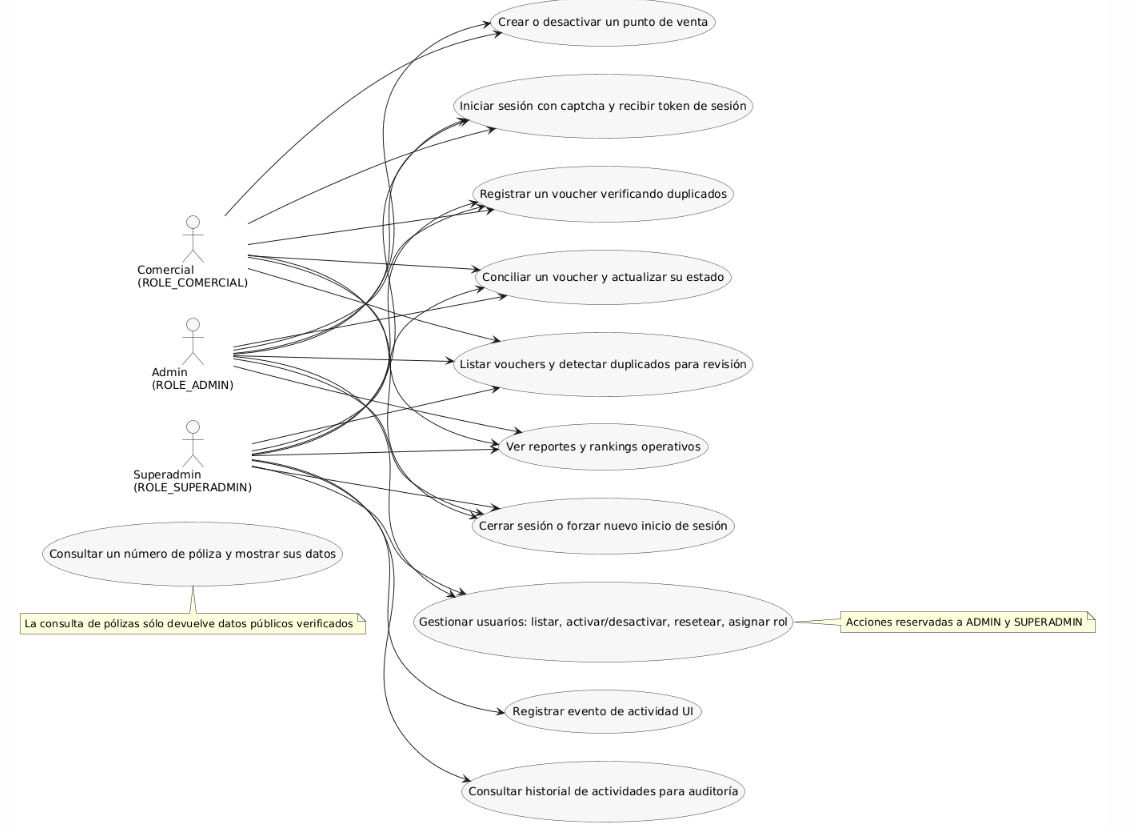 Crear o desactivar un punto de venta
Iniciar sesión con captcha y recibir token de sesión
Registrar un voucher verificando duplicados
Comercial
(ROLE_COMERCIAL)
Conciliar un voucher y actualizar su estado
Admin
(ROLE_ADMIN)
Listar vouchers y detectar duplicados para revisión
Ver reportes y rankings operativos
Superadmin
(ROLE_SUPERADMIN)
Cerrar sesión o forzar nuevo inicio de sesión
Consultar un número de póliza y mostrar sus datos
La consulta de pólizas sólo devuelve datos públicos verificados
Gestionar usuarios: listar, activar/desactivar, resetear, asignar rol
Acciones reservadas a ADMIN y SUPERADMIN
Registrar evento de actividad UI
Consultar historial de actividades para auditoría